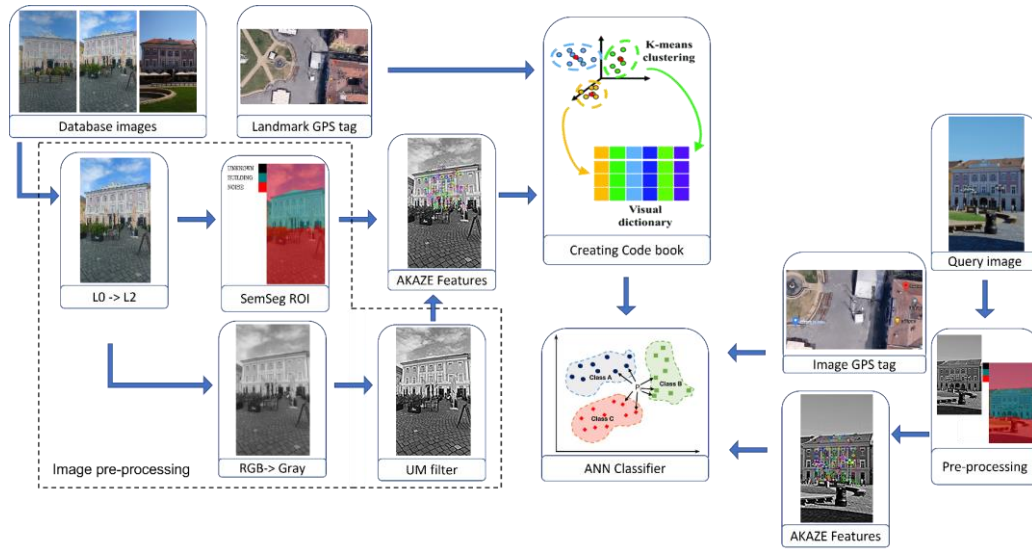 Database images
Landmark GPS tag
K-means
clustering
Visual
dictionary
Creating Code book
UNKNOWN
BUILDING
NOISE
L0 -> L2
SemSeg ROI
AKAZE Features
Query image
Image GPS tag
Class A
Class B
Class C
ANN Classifier
Image pre-processing
RGB-> Gray
UM filter
Pre-processing
AKAZE Features